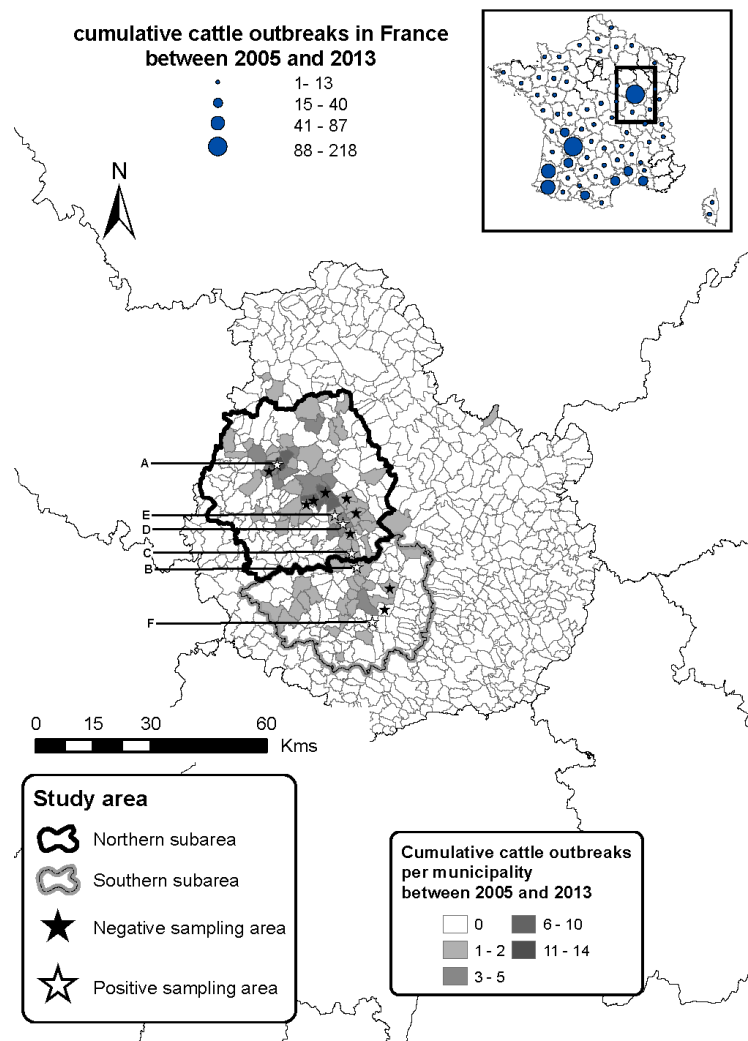 cumulative cattle outbreaks in France
between 2005 and 2013
1- 13
15 - 40
41 - 87
88 - 218
N
A
E
D
C
B
F
0 15 30 60
Kms
Study area
Northern subarea
Southern subarea
Negative sampling area
Positive sampling area
Cumulative cattle outbreaks
per municipality
between 2005 and 2013
0 6 - 10
1 - 2 11 - 14
3 - 5